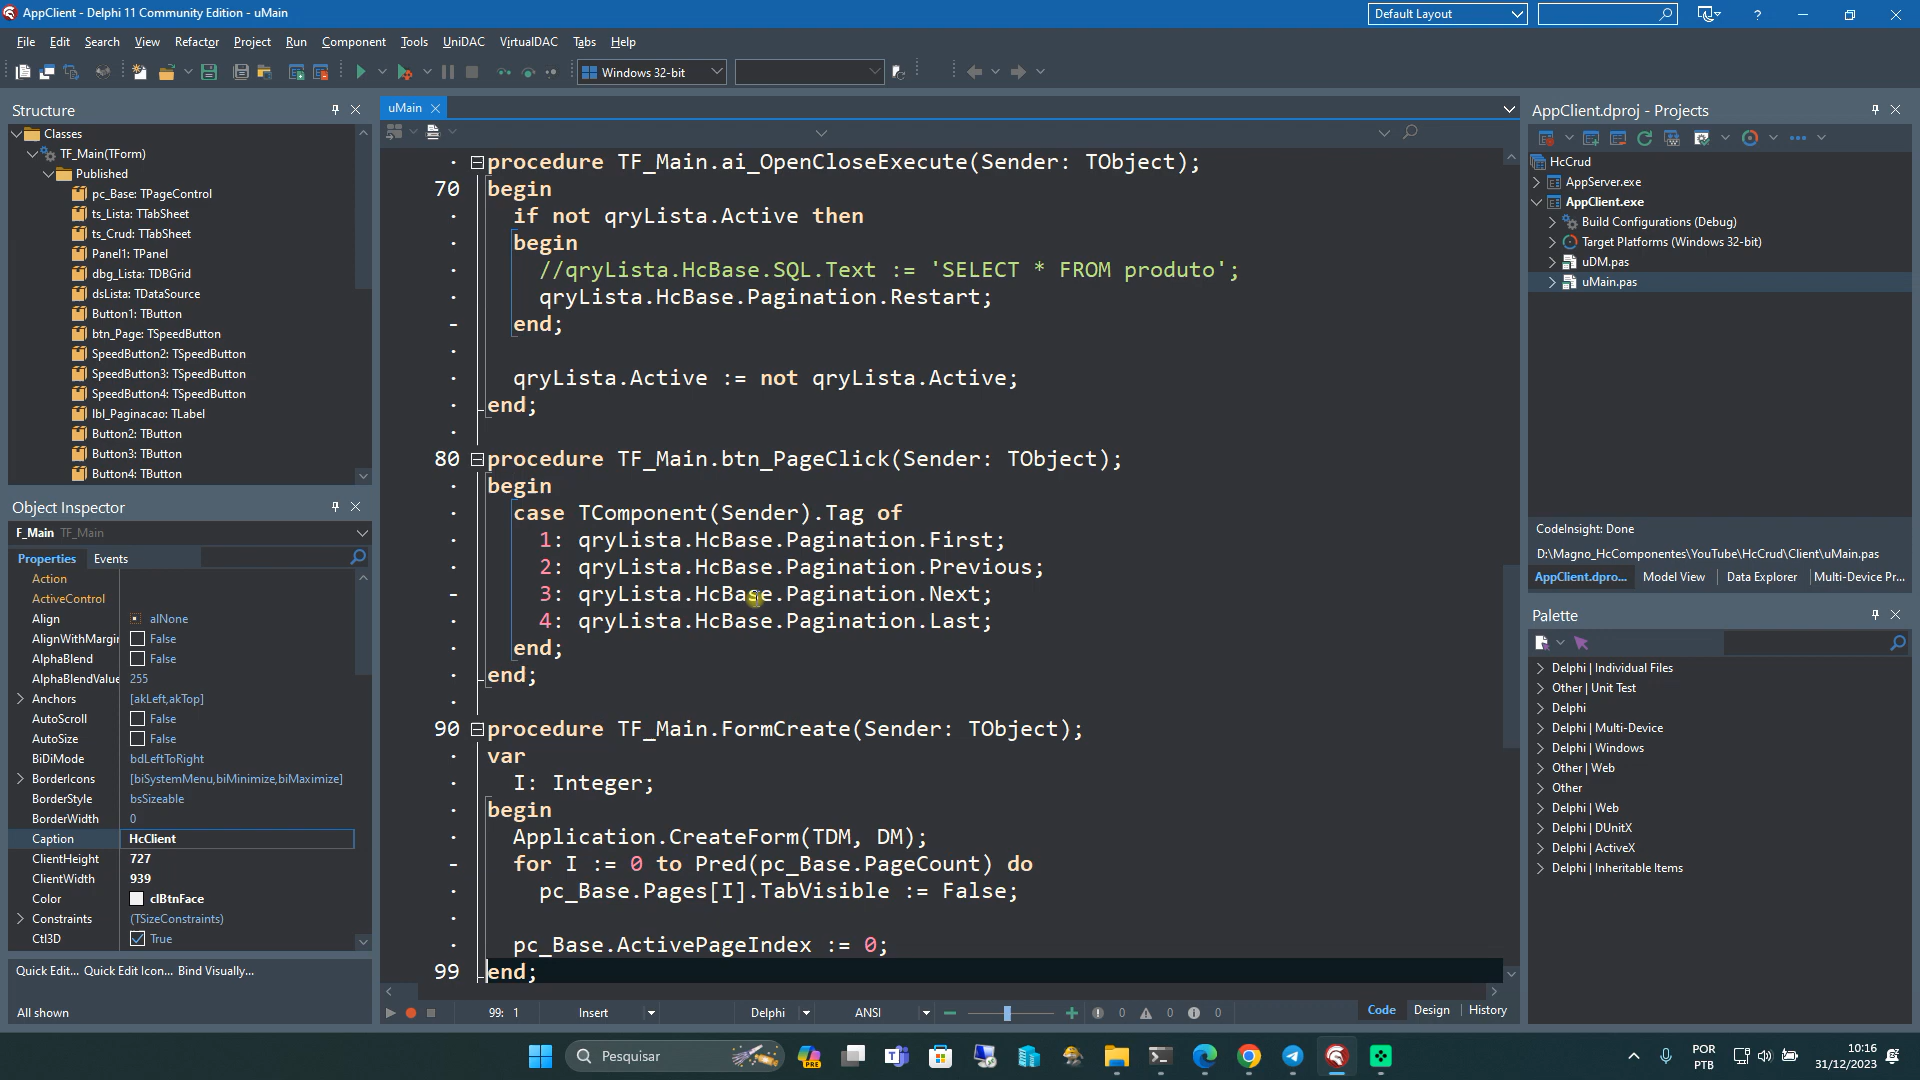 AppClient - Delphi 11 Community Edition - uMain
Default Layout
File Edit Search View Refactor Project Run Component Tools UniDAC VirtualDAC Tabs Help
Windows 32-bit
Structure
Classes
TF_Main(TForm)
Published
pc_Base: TPageControl
ts_Lista: TTabSheet
ts_Crud: TTabSheet
Panel1: TPanel
dbg_Lista: TDBGrid
dsLista: TDataSource
Button1: TButton
btn_Page: TSpeedButton
SpeedButton2: TSpeedButton
SpeedButton3: TSpeedButton
SpeedButton4: TSpeedButton
lbl_Paginacao: TLabel
Button2: TButton
Button3: TButton
Button4: TButton
Object Inspector
F_Main TF_Main
Properties Events
Action
ActiveControl
Align alNone
AlignWithMargin False
AlphaBlend False
AlphaBlendValue 255
Anchors [akLeft,akTop]
AutoScroll False
AutoSize False
BiDiMode bdLeftToRight
BorderIcons [biSystemMenu,biMinimize,biMaximize]
BorderStyle bsSizeable
BorderWidth 0
Caption HcClient
ClientHeight 727
ClientWidth 939
Color clBtnFace
Constraints (TSizeConstraints)
Ctl3D True
Quick Edit... Quick Edit Icon... Bind Visually...
All shown
uMain
procedure TF_Main.ai_OpenCloseExecute(Sender: TObject);
70 begin
if not qryLista.Active then
begin
//qryLista.HcBase.SQL.Text := 'SELECT * FROM produto';
qryLista.HcBase.Pagination.Restart;
end;
qryLista.Active := not qryLista.Active;
end;
80 procedure TF_Main.btn_PageClick(Sender: TObject);
begin
case TComponent(Sender).Tag of
1: qryLista.HcBase.Pagination.First;
2: qryLista.HcBase.Pagination.Previous;
3: qryLista.HcBase.Pagination.Next;
4: qryLista.HcBase.Pagination.Last;
end;
end;
90 procedure TF_Main.FormCreate(Sender: TObject);
var
I: Integer;
begin
Application.CreateForm(TDM, DM);
for I := 0 to Pred(pc_Base.PageCount) do
pc_Base.Pages[I].TabVisible := False;
pc_Base.ActivePageIndex := 0;
99 end;
99: 1 Insert Delphi ANSI 0 0 0 Code Design History
AppClient.dproj - Projects
HcCrud
AppServer.exe
AppClient.exe
Build Configurations (Debug)
Target Platforms (Windows 32-bit)
uDM.pas
uMain.pas
CodeInsight: Done
D:\Magno_HcComponentes\YouTube\HcCrud\Client\uMain.pas
AppClient.dpro... Model View Data Explorer Multi-Device Pr...
Palette
Delphi | Individual Files
Other | Unit Test
Delphi
Delphi | Multi-Device
Delphi | Windows
Other | Web
Other
Delphi | Web
Delphi | DUnitX
Delphi | ActiveX
Delphi | Inheritable Items
Pesquisar
PRE
POR
PTB
10:16
31/12/2023